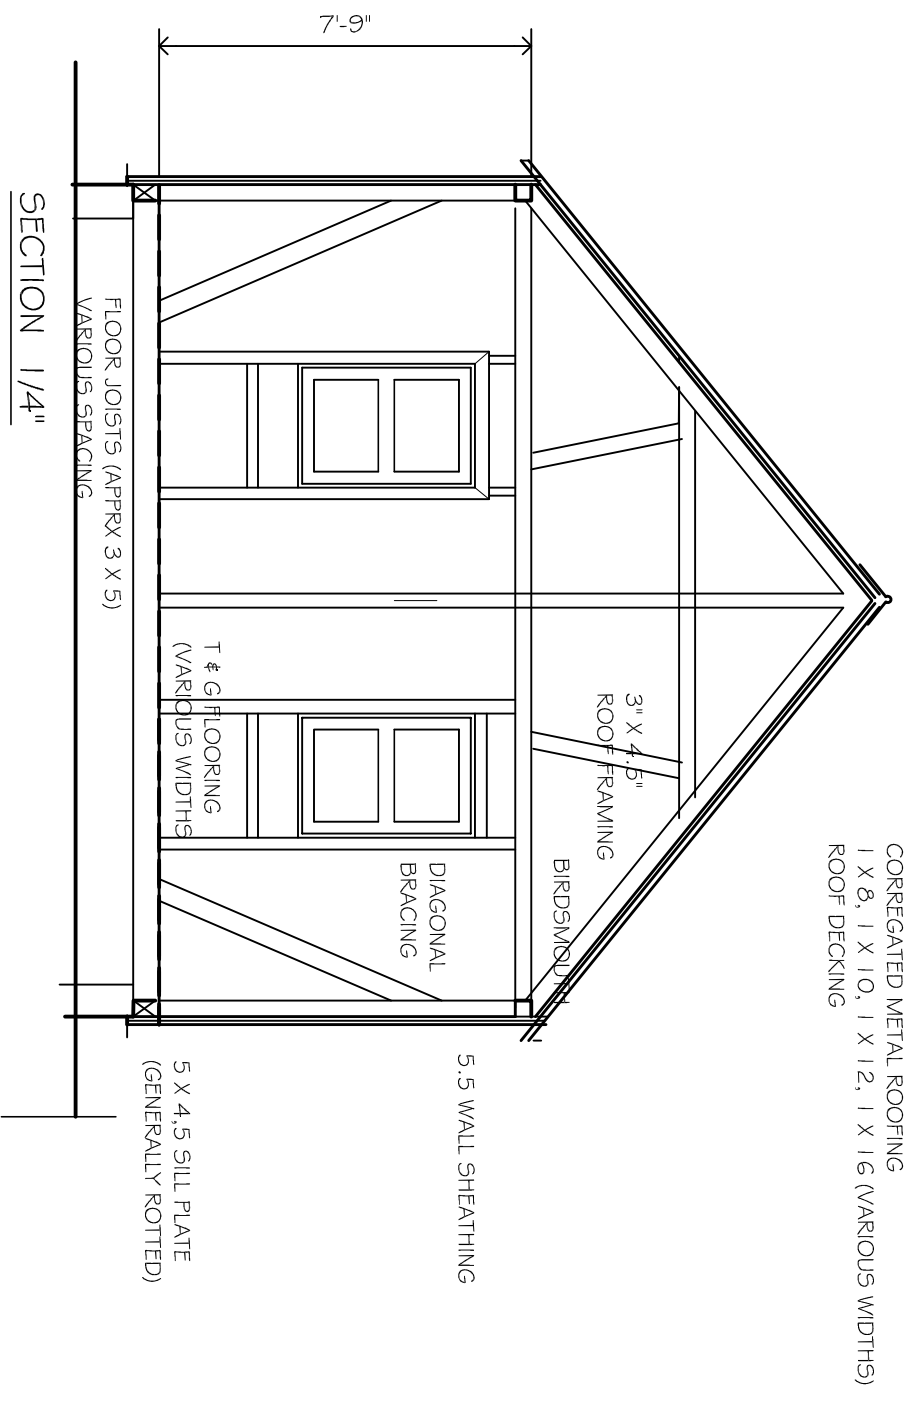 CORREGATED METAL ROOFING
1 X 8, 1 X 10, 1 X 12, 1 X 16 (VARIOUS WIDTHS)
ROOF DECKING
3" X 4.5"
ROOF FRAMING
BIRDSMOUTH
7'-9"
5.5 WALL SHEATHING
DIAGONAL
BRACING
T & G FLOORING
(VARIOUS WIDTHS
5 X 4,5 SILL PLATE
(GENERALLY ROTTED)
FLOOR JOISTS (APPRX 3 X 5)
VARIOUS SPACING
SECTION 1/4"